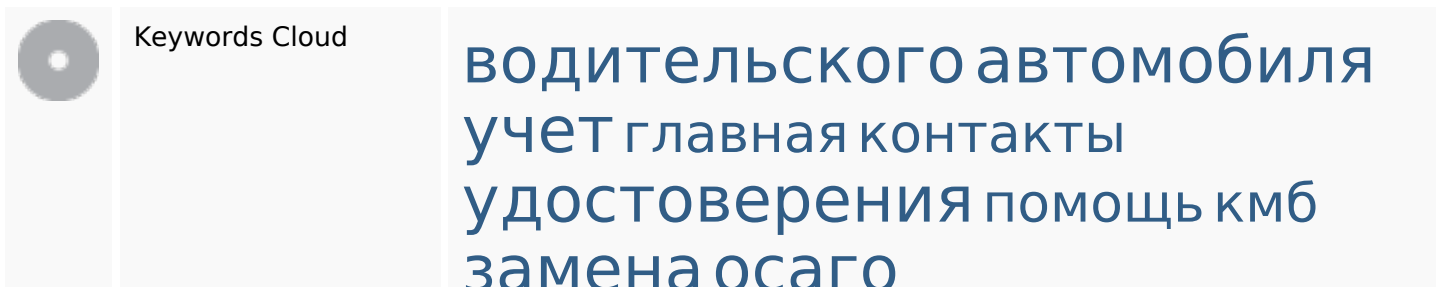 Keywords Cloud
водительского автомобиля
учет главная контакты
удостоверения помощь кмб
замена осаго